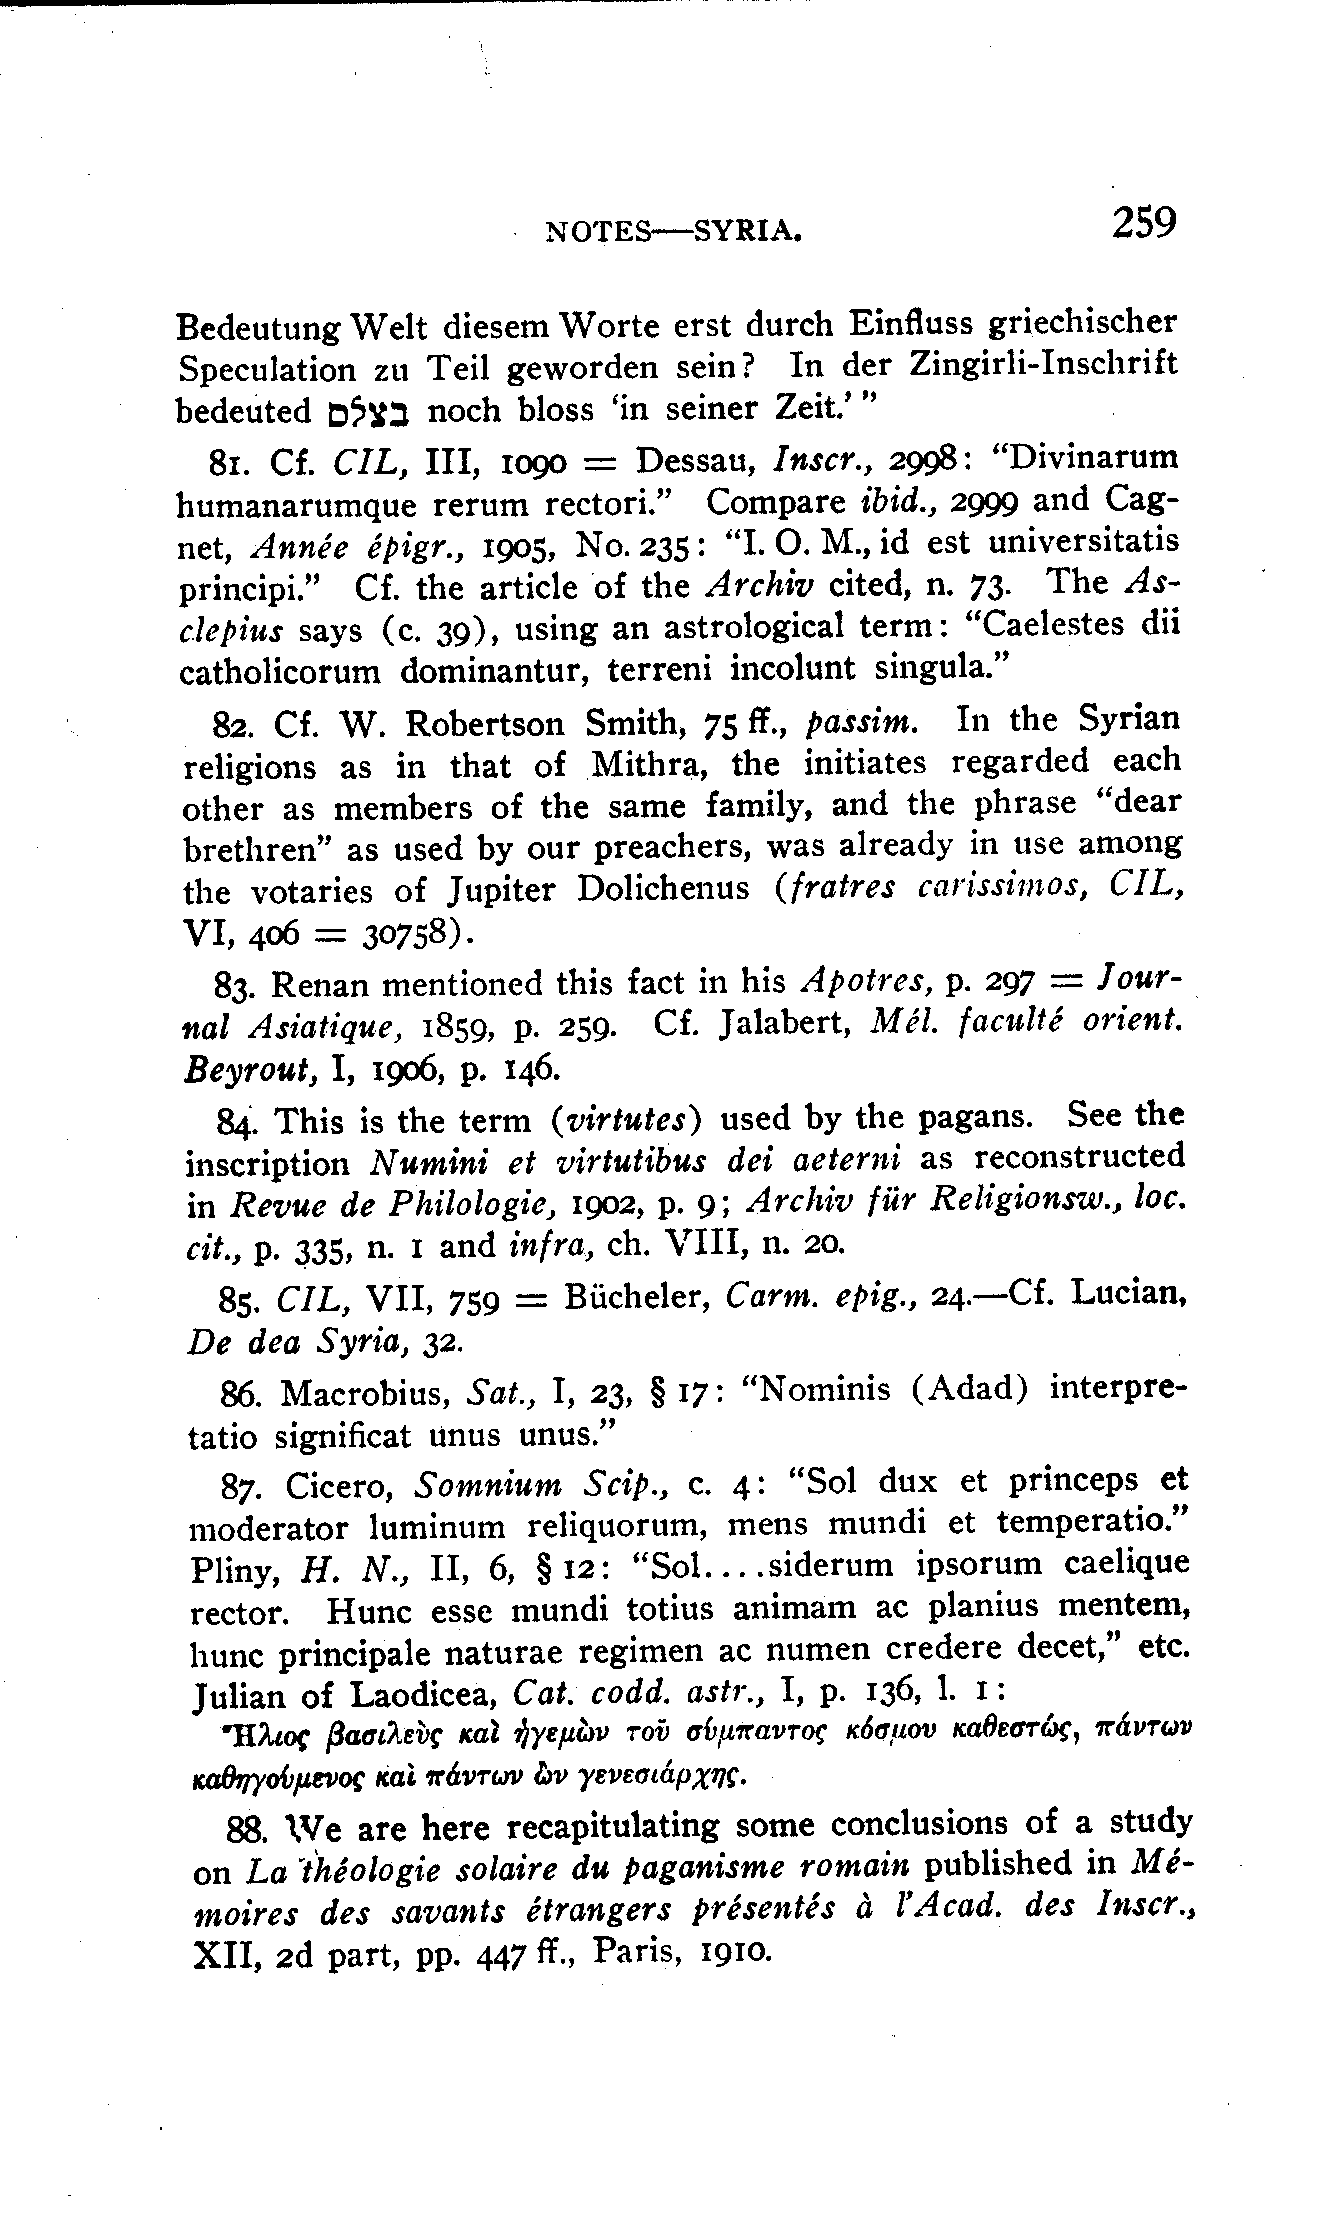 NOTES—SYRIA. 259
Bedeutung Welt diesem Worte erst durch Einfluss griechischer
Speculation zu Teil geworden sein? In der Zingirli-Inschrift
bedeuted בצלם noch bloss ‘in seiner Zeit.’”
81. Cf. CIL, III, 1090 = Dessau, Inscr., 2998: “Divinarum
humanarumque rerum rectori.” Compare ibid., 2999 and Cag-
net, Année épigr., 1905, No. 235: “I. O. M., id est universitatis
principi.” Cf. the article of the Archiv cited, n. 73. The As-
clepius says (c. 39), using an astrological term: “Caelestes dii
catholicorum dominantur, terreni incolunt singula.”
82. Cf. W. Robertson Smith, 75 ff., passim. In the Syrian
religions as in that of Mithra, the initiates regarded each
other as members of the same family, and the phrase “dear
brethren” as used by our preachers, was already in use among
the votaries of Jupiter Dolichenus (fratres carissimos, CIL,
VI, 406 = 30758).
83. Renan mentioned this fact in his Apotres, p. 297 = Jour-
nal Asiatique, 1859, p. 259. Cf. Jalabert, Mél. faculté orient.
Beyrout, I, 1906, p. 146.
84. This is the term (virtutes) used by the pagans. See the
inscription Numini et virtutibus dei aeterni as reconstructed
in Revue de Philologie, 1902, p. 9; Archiv für Religionsw., loc.
cit., p. 335, n. 1 and infra, ch. VIII, n. 20.
85. CIL, VII, 759 = Bücheler, Carm. epig., 24.—Cf. Lucian,
De dea Syria, 32.
86. Macrobius, Sat., I, 23, § 17: “Nominis (Adad) interpre-
tatio significat unus unus.”
87. Cicero, Somnium Scip., c. 4: “Sol dux et princeps et
moderator luminum reliquorum, mens mundi et temperatio.”
Pliny, H. N., II, 6, § 12: “Sol....siderum ipsorum caelique
rector. Hunc esse mundi totius animam ac planius mentem,
hunc principale naturae regimen ac numen credere decet,” etc.
Julian of Laodicea, Cat. codd. astr., I, p. 136, l. 1:
Ἥλιος βασιλεὺς καὶ ἡγεμὼν τοῦ σύμπαντος κόσμου καθεστώς, πάντων
καθηγούμενος καὶ πάντων ὢν γενεσιάρχης.
88. We are here recapitulating some conclusions of a study
on La théologie solaire du paganisme romain published in Mé-
moires des savants étrangers présentés à l’Acad. des Inscr.,
XII, 2d part, pp. 447 ff., Paris, 1910.